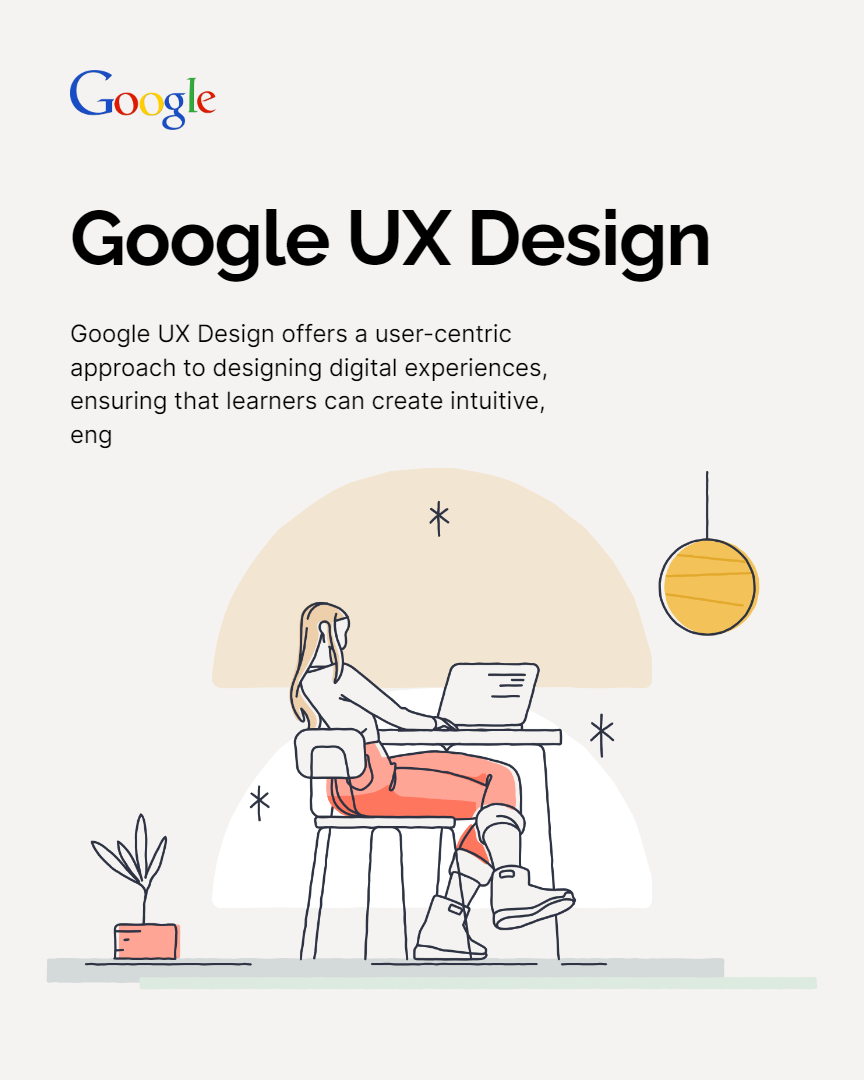 Google
Google UX Design
Google UX Design offers a user-centric
approach to designing digital experiences,
ensuring that learners can create intuitive,
eng